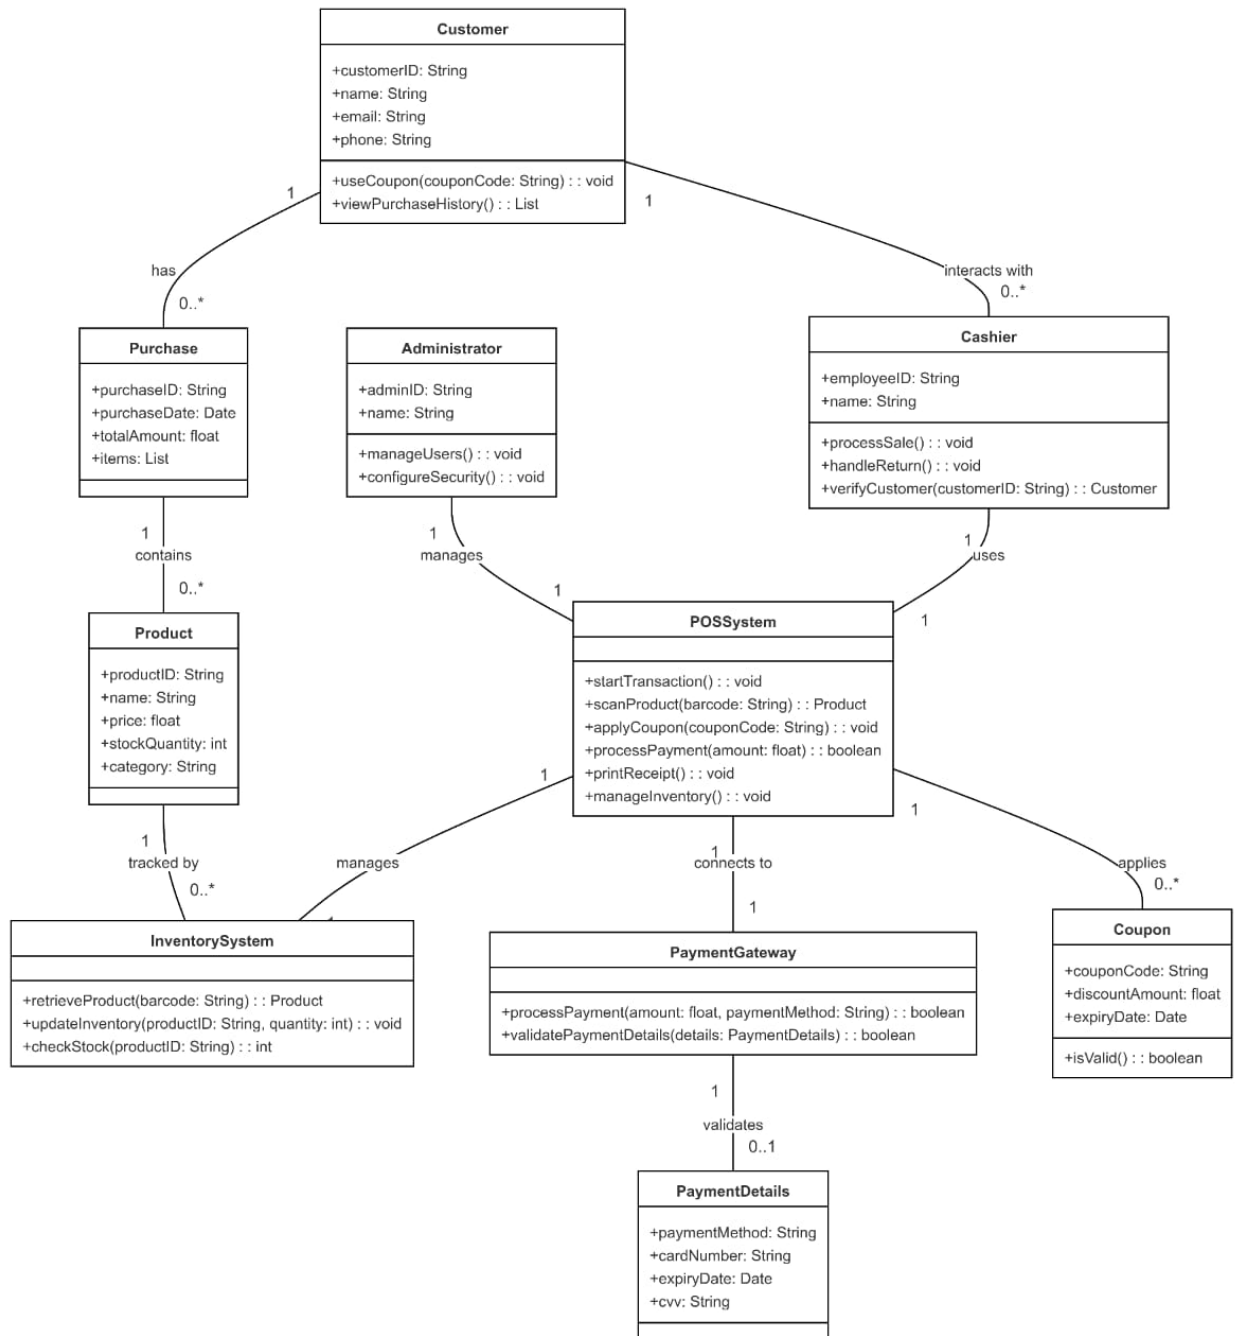 Customer
+customerID: String
+name: String
+email: String
+phone: String
+useCoupon(couponCode: String) : : void
+viewPurchaseHistory() : : List
1
1
has
interacts with
0..*
0..*
Purchase
+purchaseID: String
+purchaseDate: Date
+totalAmount: float
+items: List
Administrator
+adminID: String
+name: String
+manageUsers() : : void
+configureSecurity() : : void
Cashier
+employeeID: String
+name: String
+processSale() : : void
+handleReturn() : : void
+verifyCustomer(customerID: String) : : Customer
1
contains
0..*
1
manages
1
1
uses
1
Product
+productID: String
+name: String
+price: float
+stockQuantity: int
+category: String
POSSystem
+startTransaction() : : void
+scanProduct(barcode: String) : : Product
+applyCoupon(couponCode: String) : : void
+processPayment(amount: float) : : boolean
+printReceipt() : : void
+manageInventory() : : void
1
tracked by
0..*
1
manages
1
connects to
1
1
applies
0..*
InventorySystem
+retrieveProduct(barcode: String) : : Product
+updateInventory(productID: String, quantity: int) : : void
+checkStock(productID: String) : : int
PaymentGateway
+processPayment(amount: float, paymentMethod: String) : : boolean
+validatePaymentDetails(details: PaymentDetails) : : boolean
Coupon
+couponCode: String
+discountAmount: float
+expiryDate: Date
+isValid() : : boolean
1
validates
0..1
PaymentDetails
+paymentMethod: String
+cardNumber: String
+expiryDate: Date
+cvv: String